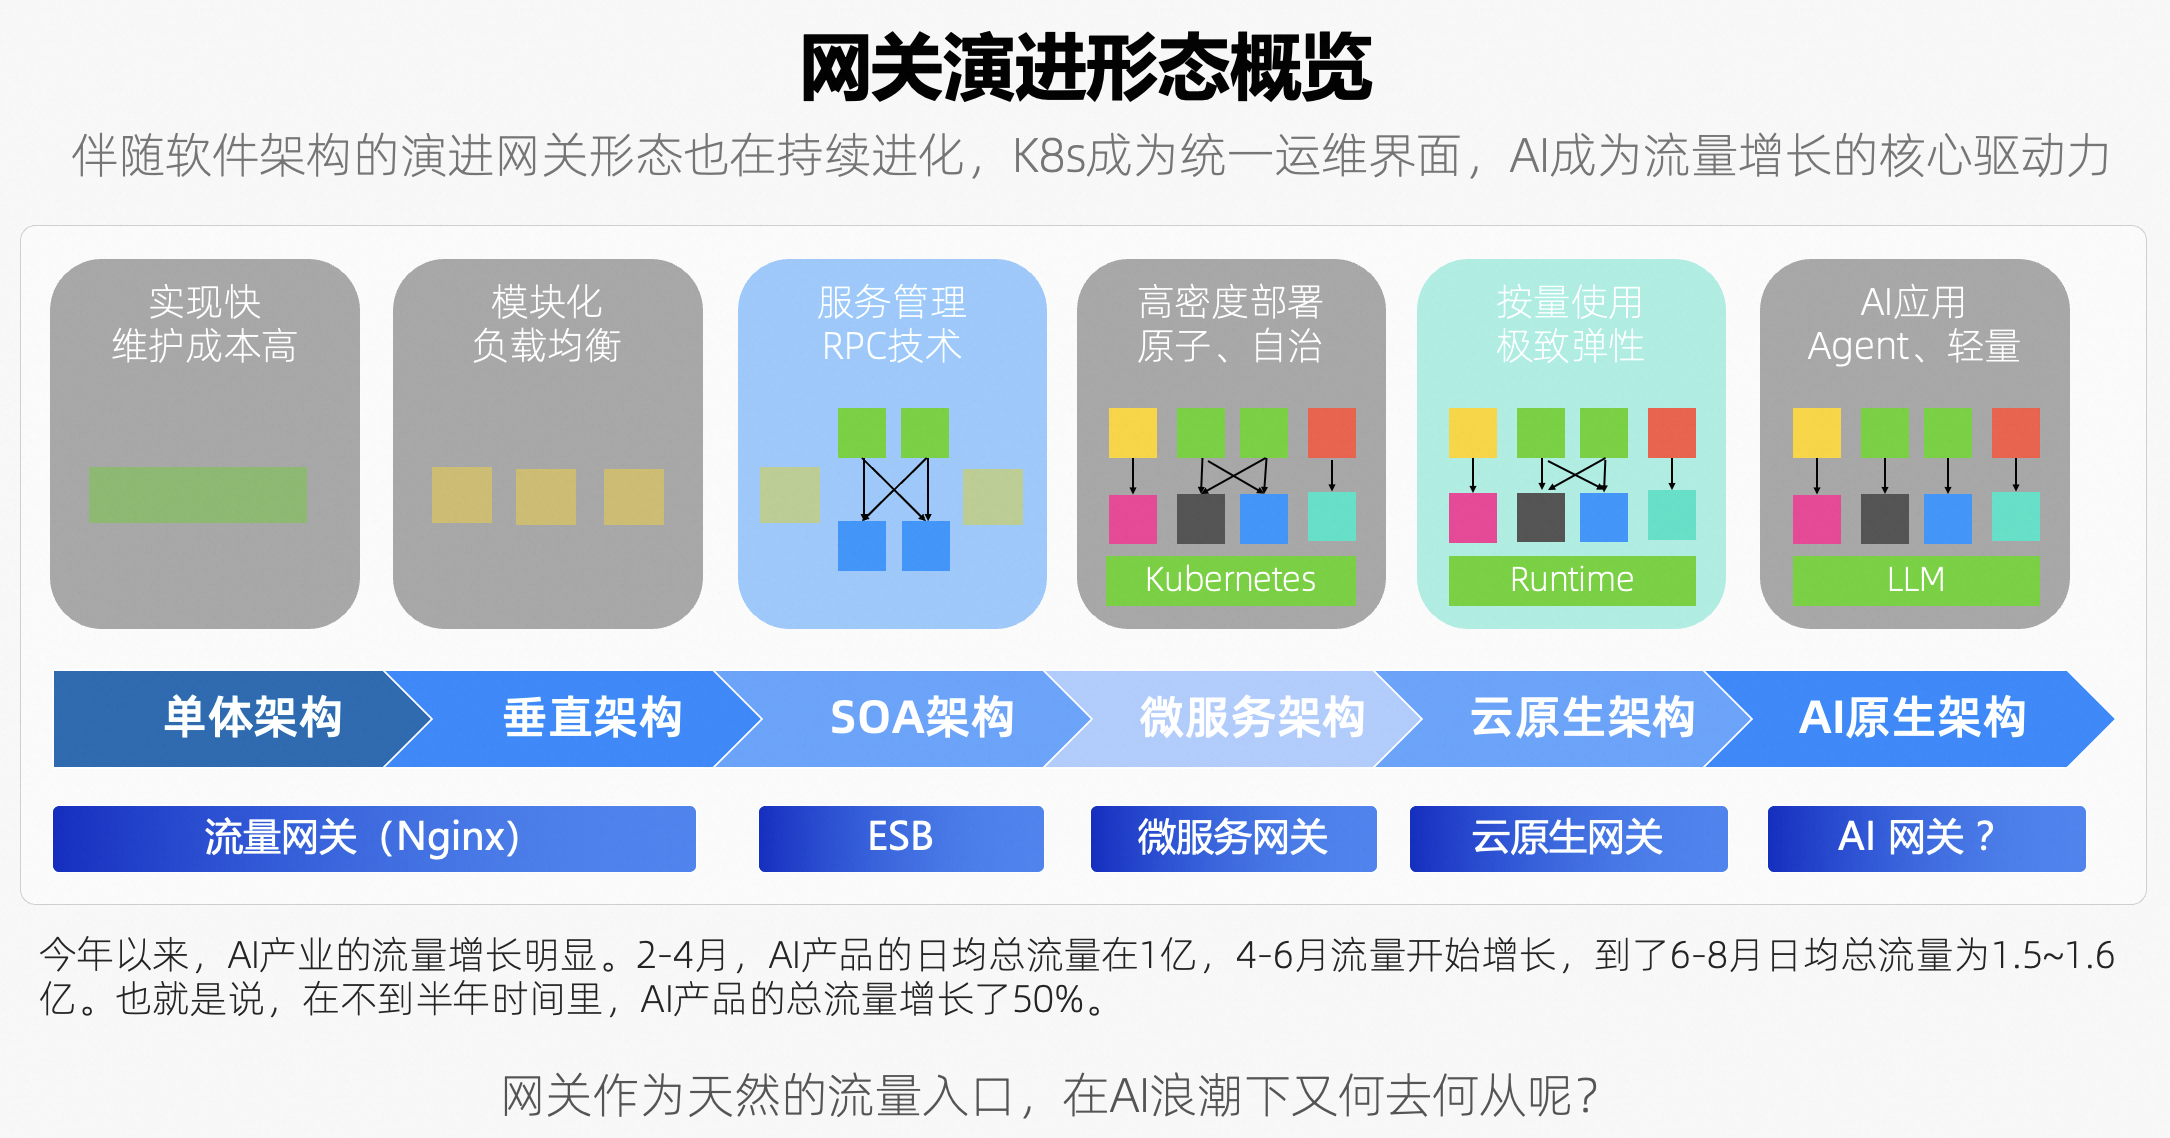 网关演进形态概览
伴随软件架构的演进网关形态也在持续进化，K8s成为统一运维界面，AI成为流量增长的核心驱动力
实现快
维护成本高
模块化
负载均衡
服务管理
RPC技术
高密度部署
原子、自治
Kubernetes
按量使用
极致弹性
Runtime
AI应用
Agent、轻量
LLM
单体架构
垂直架构
SOA架构
微服务架构
云原生架构
AI原生架构
流量网关（Nginx）
ESB
微服务网关
云原生网关
AI 网关？
今年以来，AI产业的流量增长明显。2-4月，AI产品的日均总流量在1亿，4-6月流量开始增长，到了6-8月日均总流量为1.5~1.6
亿。也就是说，在不到半年时间里，AI产品的总流量增长了50%。
网关作为天然的流量入口，在AI浪潮下又何去何从呢？